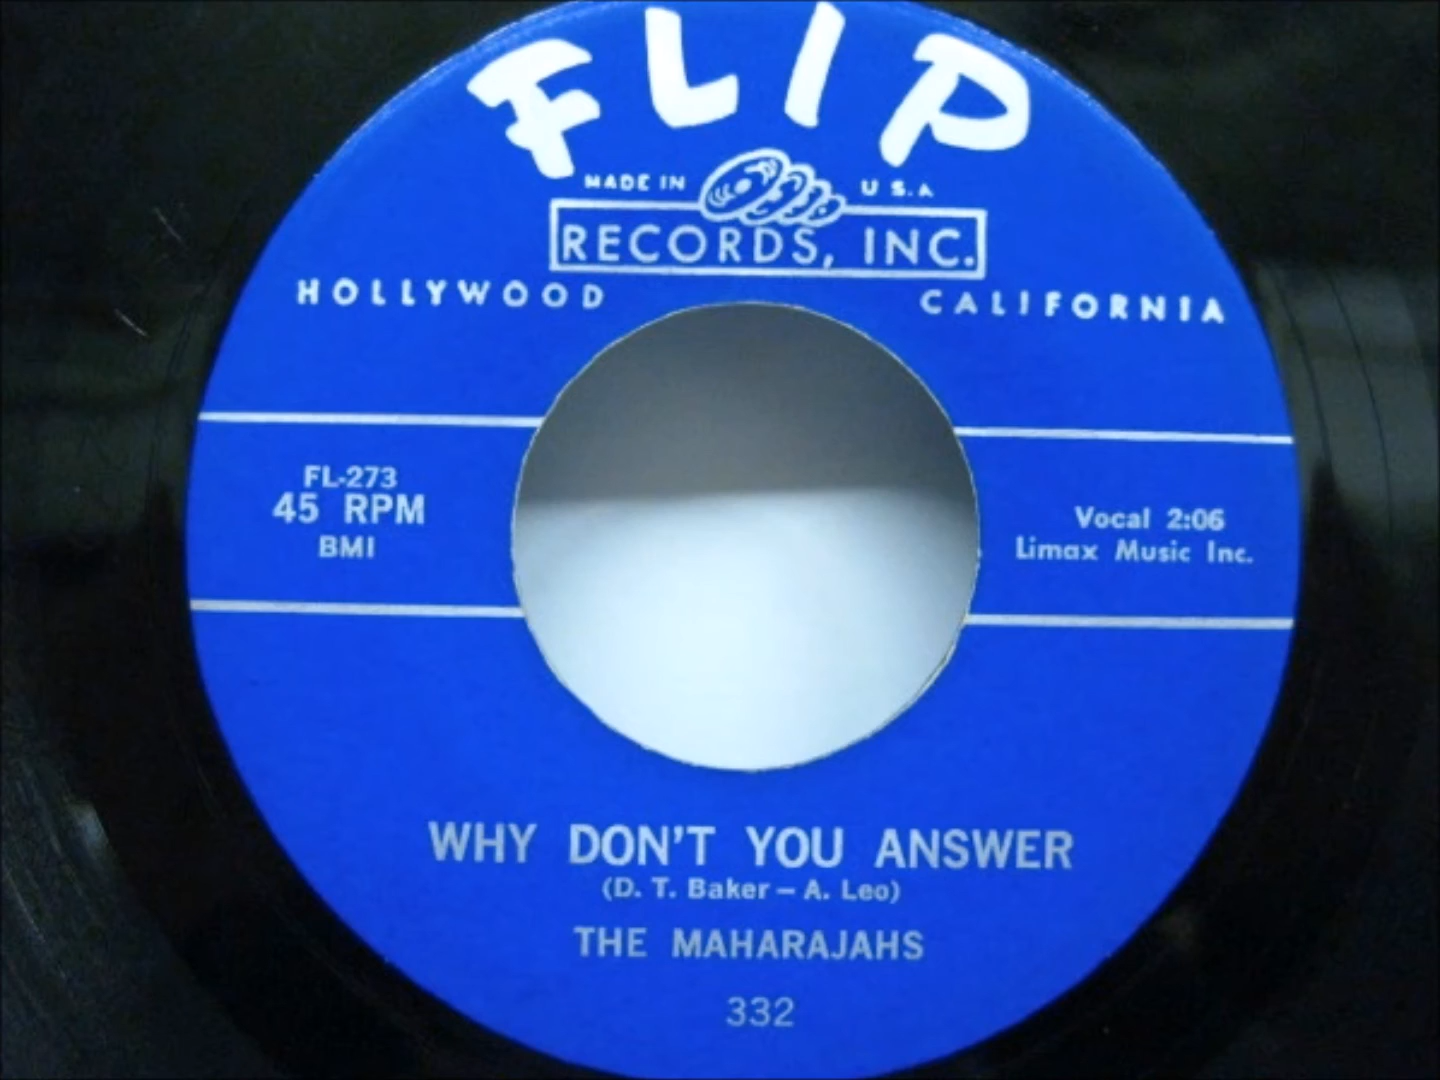 FLIP
MADE IN U.S.A
RECORDS, INC.
HOLLYWOOD CALIFORNIA
FL-273
45 RPM
BMI
Vocal 2:06
Limax Music Inc.
WHY DON'T YOU ANSWER
(D. T. Baker – A. Leo)
THE MAHARAJAHS
332